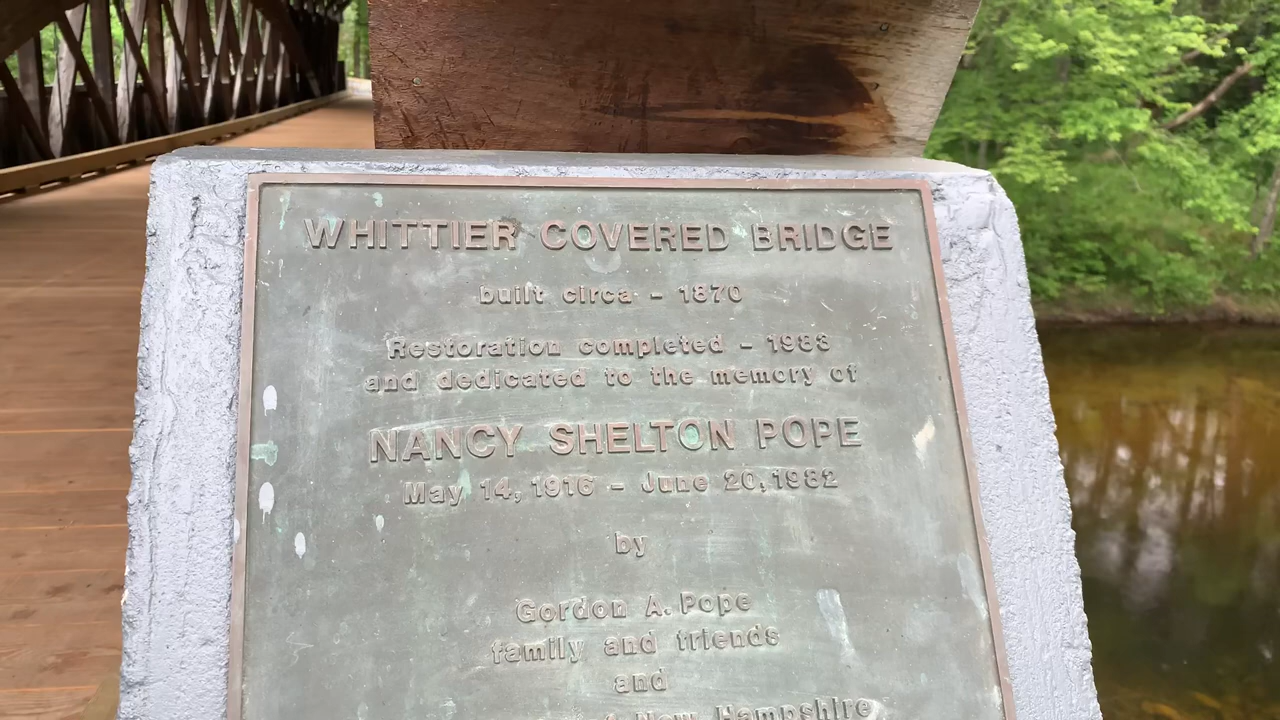 WHITTIER COVERED BRIDGE
built circa - 1870
Restoration completed - 1983
and dedicated to the memory of
NANCY SHELTON POPE
May 14, 1916 - June 20, 1982
by
Gordon A. Pope
family and friends
and
New Hampshire